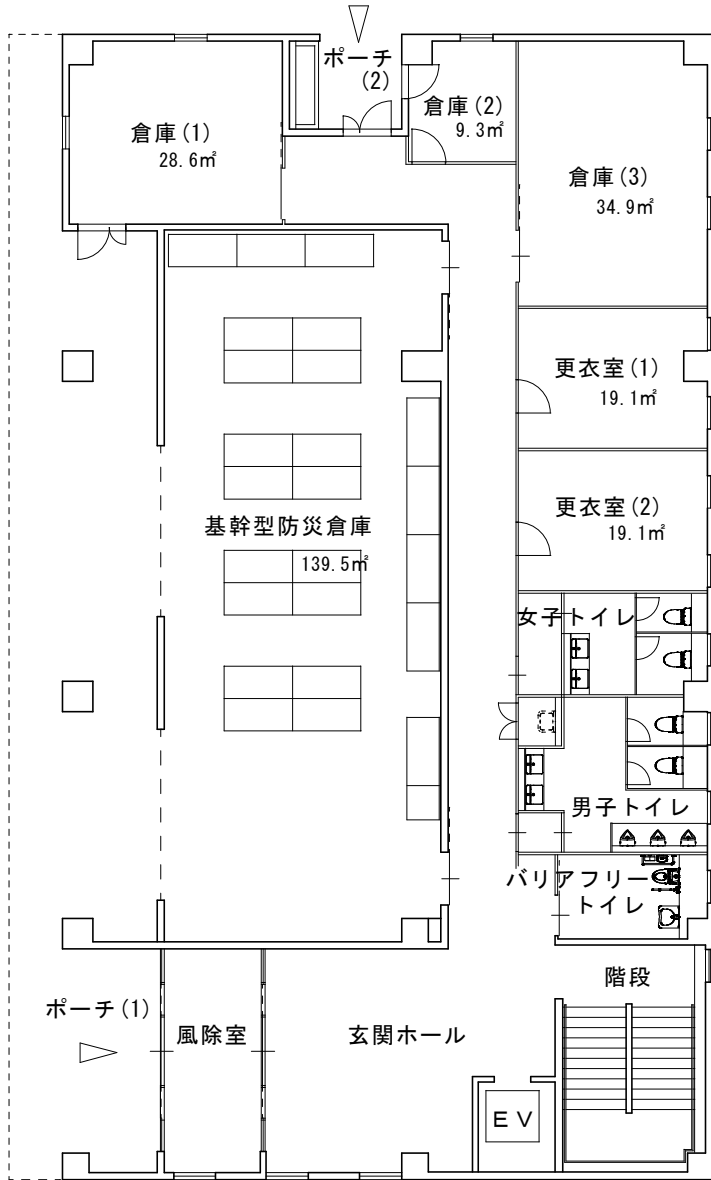 ポーチ
(2)
倉庫(1)
28.6㎡
倉庫(2)
9.3㎡
倉庫(3)
34.9㎡
更衣室(1)
19.1㎡
更衣室(2)
19.1㎡
基幹型防災倉庫
139.5㎡
女子トイレ
男子トイレ
バリアフリー
トイレ
階段
ポーチ(1)
風除室
玄関ホール
ＥＶ